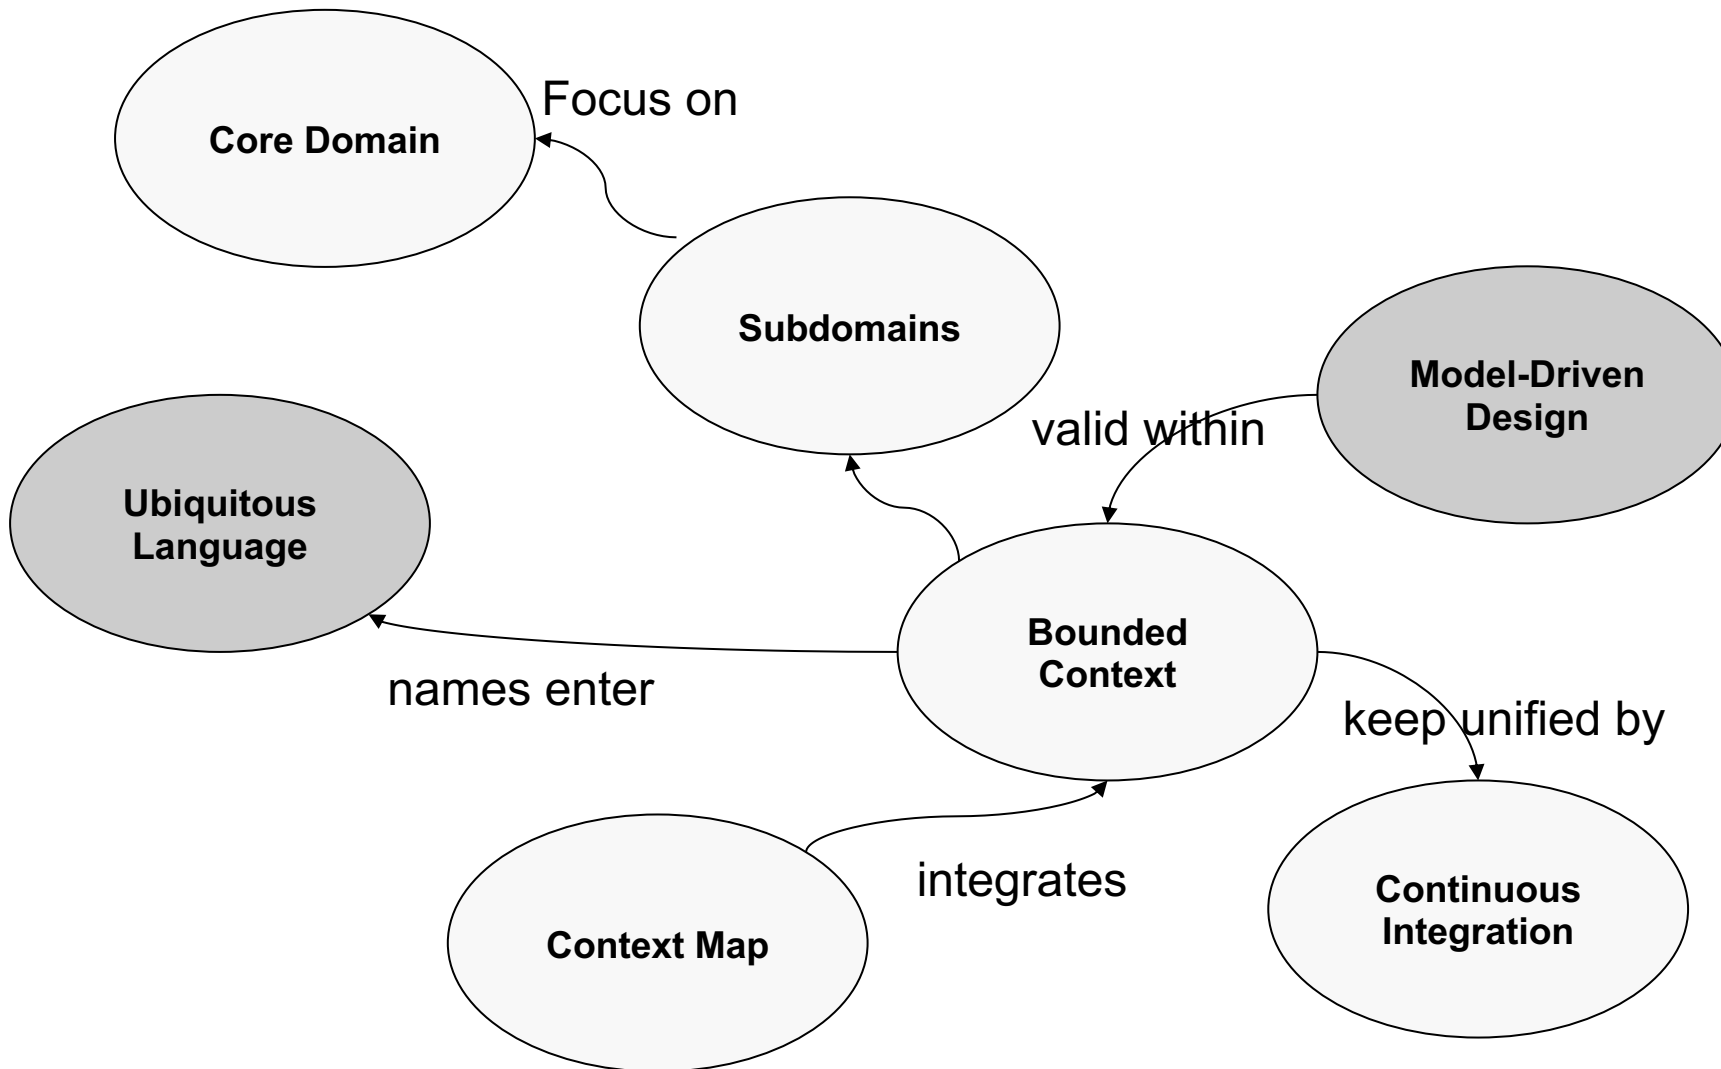 Focus on
Core Domain
Subdomains
Model-Driven
Design
valid within
Ubiquitous
Language
Bounded
Context
names enter
keep unified by
integrates
Continuous
Integration
Context Map